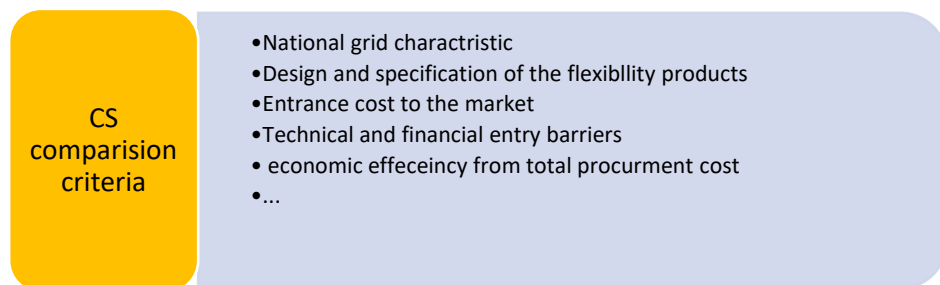 CS
comparision
criteria
•National grid charactristic
•Design and specification of the flexibllity products
•Entrance cost to the market
•Technical and financial entry barriers
• economic effeceincy from total procurment cost
•...